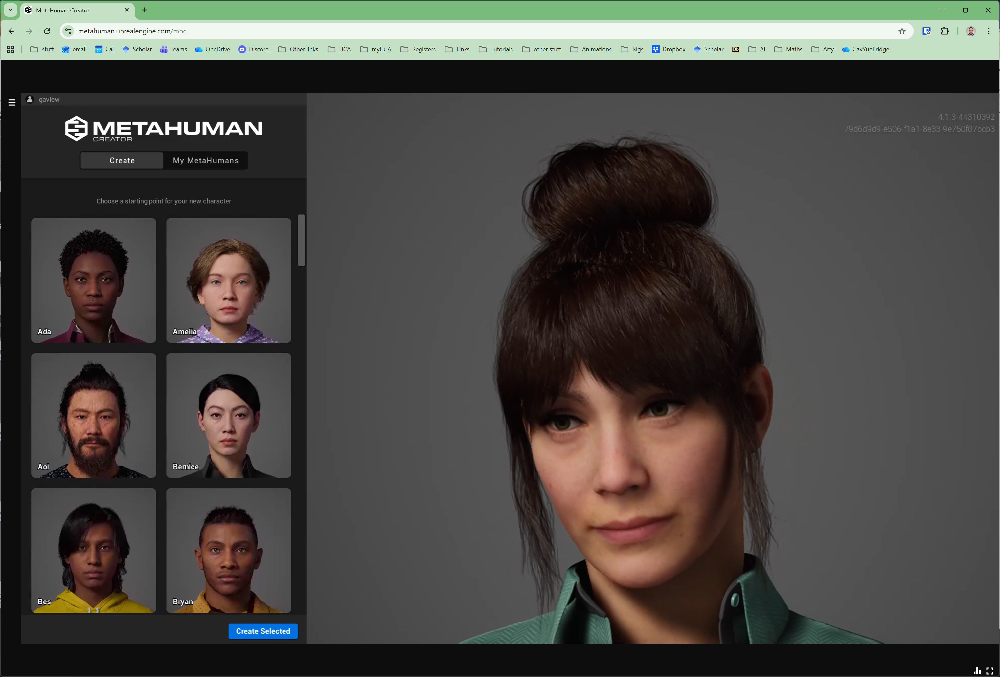 MetaHuman Creator
metahuman.unrealengine.com/mhc
stuff email Cal Scholar Teams OneDrive Discord Other links UCA myUCA Registers Links Tutorials other stuff Animations Rigs Dropbox Scholar Bb AI Maths Arty GavYueBridge
gavlew
METAHUMAN
CREATOR
Create My MetaHumans
Choose a starting point for your new character
Ada Amelia
Aoi Bernice
Bes Bryan
Create Selected
4.1.3-44310392
79d6d9d9-e506-f1a1-8e33-9e750f07bcb3